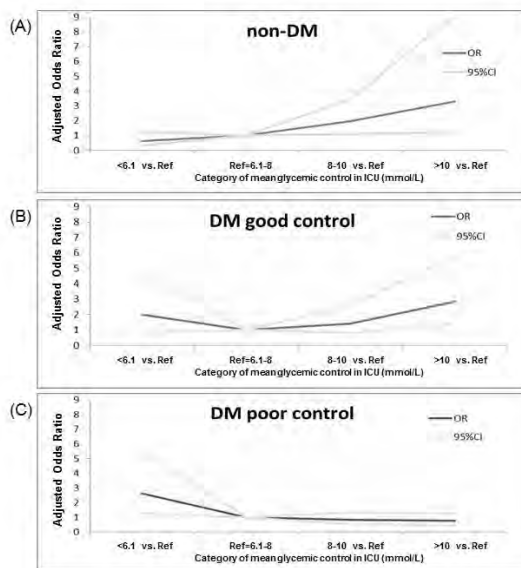 (A)
non-DM
Adjusted Odds Ratio
9
8
7
6
5
4
3
2
1
0
OR
95%CI
<6.1 vs. Ref Ref=6.1-8 8-10 vs. Ref >10 vs. Ref
Category of mean glycemic control in ICU (mmol/L)
(B)
DM good control
Adjusted Odds Ratio
9
8
7
6
5
4
3
2
1
0
OR
95%CI
<6.1 vs. Ref Ref=6.1-8 8-10 vs. Ref >10 vs. Ref
Category of mean glycemic control in ICU (mmol/L)
(C)
DM poor control
Adjusted Odds Ratio
9
8
7
6
5
4
3
2
1
0
OR
95%CI
<6.1 vs. Ref Ref=6.1-8 8-10 vs. Ref >10 vs. Ref
Category of mean glycemic control in ICU (mmol/L)